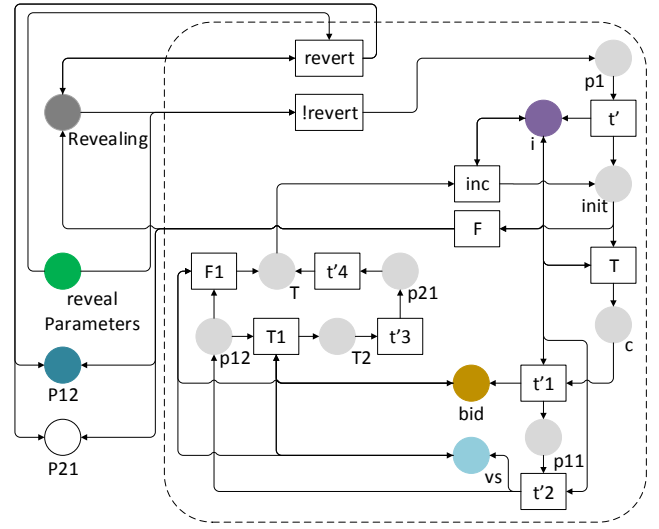 revert
p1
!revert
t'
Revealing
i
inc
init
F
T
F1
t'4
T
p21
reveal
Parameters
c
p12
T1
T2
t'3
P12
bid
t'1
P21
vs
p11
t'2